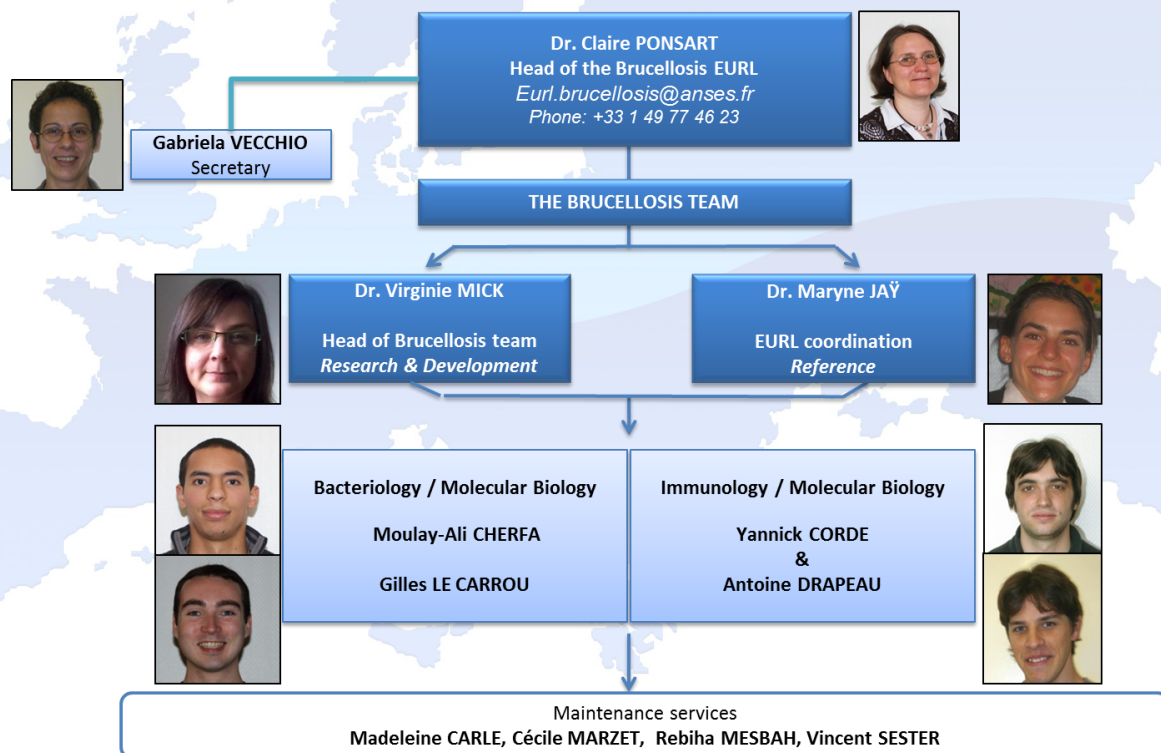 Dr. Claire PONSART
Head of the Brucellosis EURL
Eurl.brucellosis@anses.fr
Phone: +33 1 49 77 46 23
Gabriela VECCHIO
Secretary
THE BRUCELLOSIS TEAM
Dr. Virginie MICK
Head of Brucellosis team
Research & Development
Dr. Maryne JAŸ
EURL coordination
Reference
Bacteriology / Molecular Biology
Moulay-Ali CHERFA
Gilles LE CARROU
Immunology / Molecular Biology
Yannick CORDE
&
Antoine DRAPEAU
Maintenance services
Madeleine CARLE, Cécile MARZET,  Rebiha MESBAH, Vincent SESTER